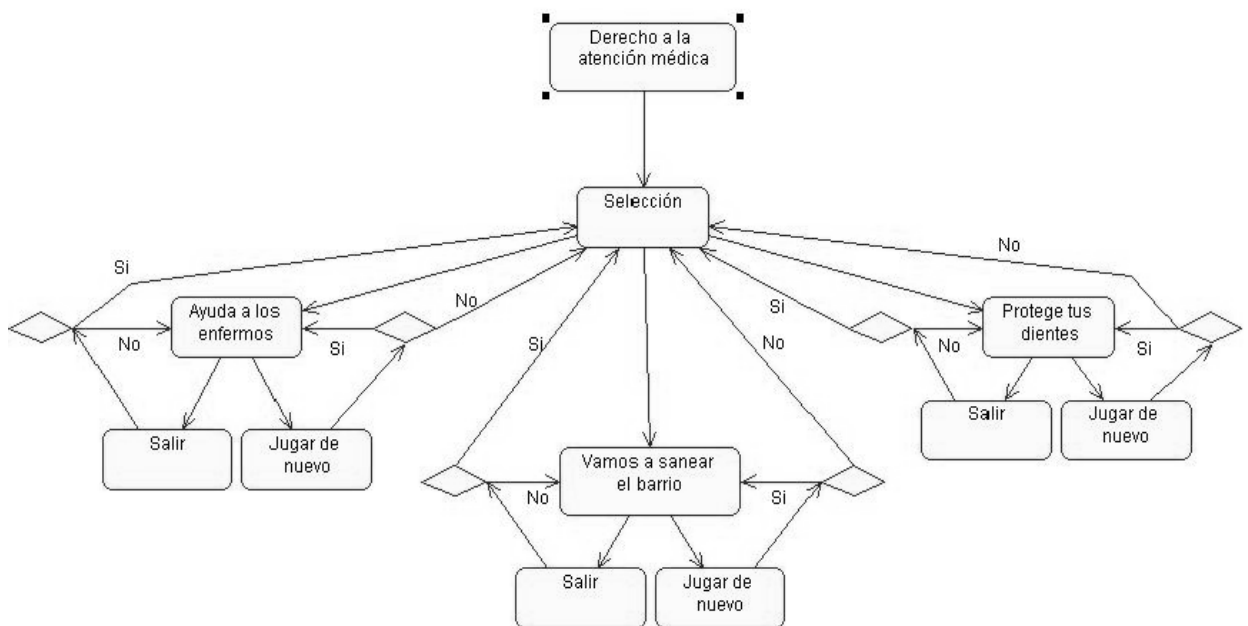 Derecho a la
atención médica
Selección
No
Si
Ayuda a los
enfermos
No
Si
Protege tus
dientes
No
Si
Si
No
No
Si
Salir
Jugar de
nuevo
Salir
Jugar de
nuevo
Vamos a sanear
el barrio
No
Si
Salir
Jugar de
nuevo